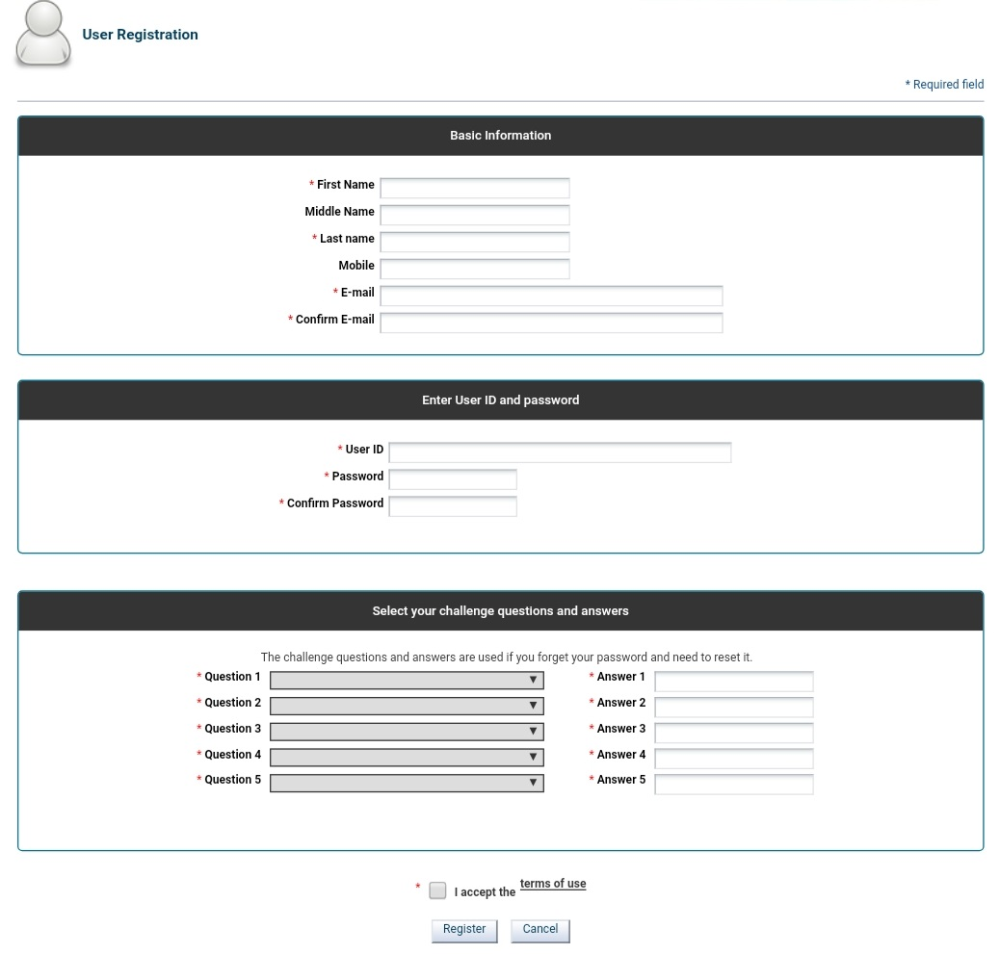 User Registration
* Required field
Basic Information
* First Name
Middle Name
* Last name
Mobile
* E-mail
* Confirm E-mail
Enter User ID and password
* User ID
* Password
* Confirm Password
Select your challenge questions and answers
The challenge questions and answers are used if you forget your password and need to reset it.
* Question 1 * Answer 1
* Question 2 * Answer 2
* Question 3 * Answer 3
* Question 4 * Answer 4
* Question 5 * Answer 5
* I accept the terms of use
Register Cancel